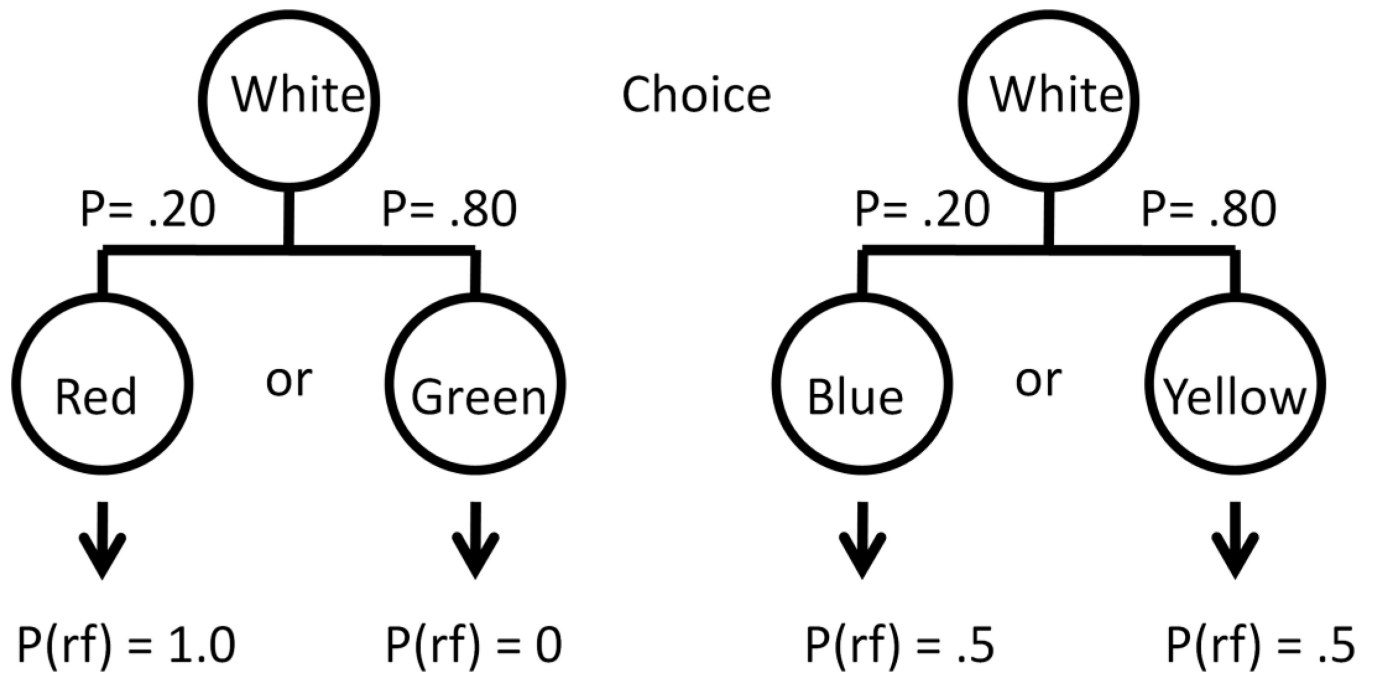 White Choice White
P= .20 P= .80 P= .20 P= .80
Red or Green Blue or Yellow
P(rf) = 1.0 P(rf) = 0 P(rf) = .5 P(rf) = .5